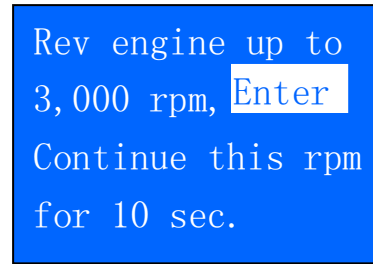 Rev engine up to
3,000 rpm, Enter
Continue this rpm
for 10 sec.